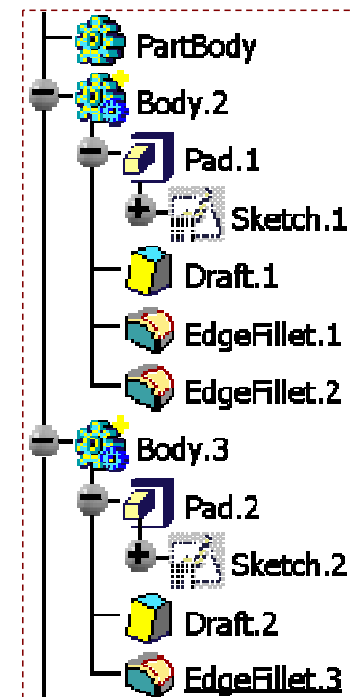 PartBody
Body.2
Pad.1
Sketch.1
Draft.1
EdgeFillet.1
EdgeFillet.2
Body.3
Pad.2
Sketch.2
Draft.2
EdgeFillet.3